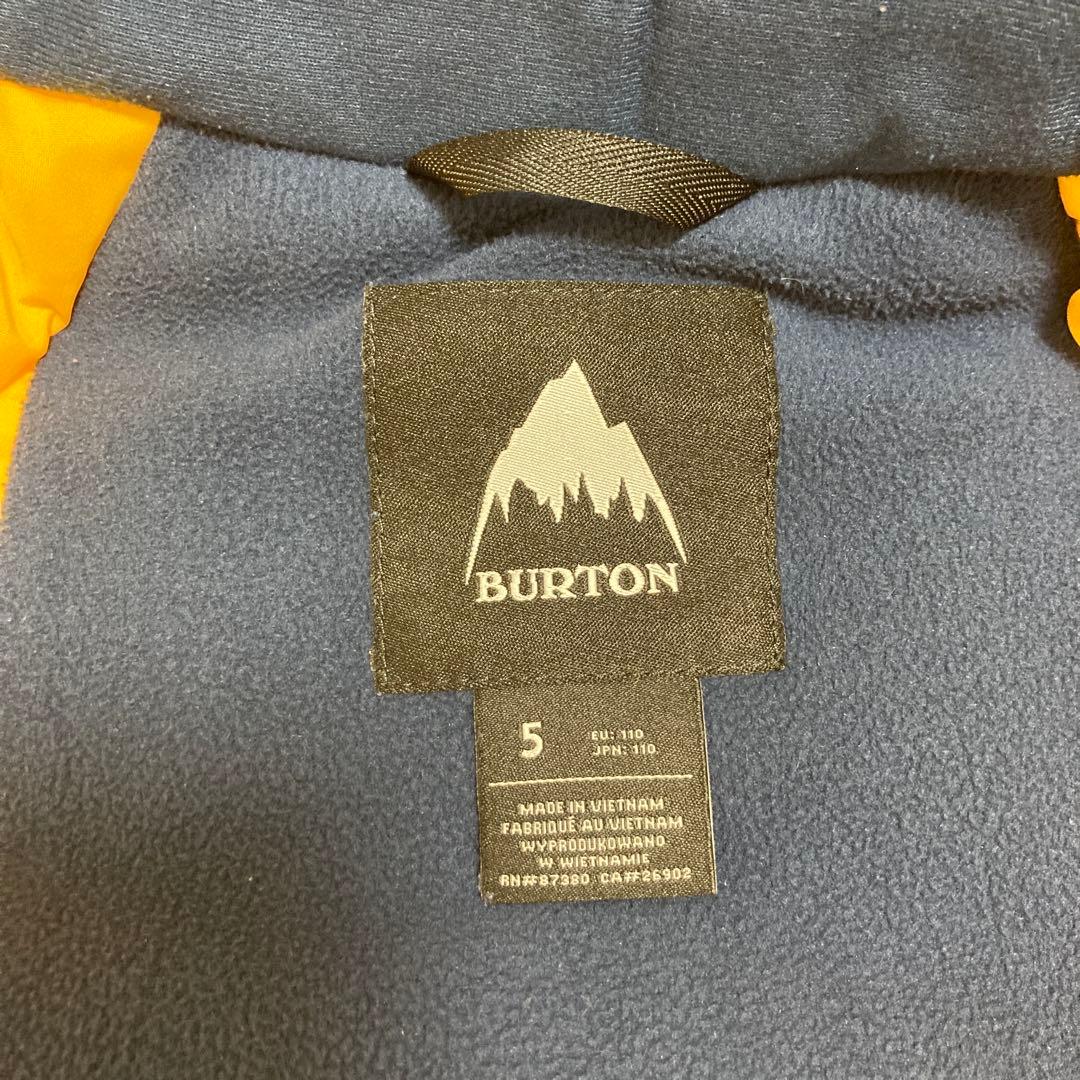 BURTON
5
EU: 110
JPN: 110
MADE IN VIETNAM
FABRIQUÉ AU VIETNAM
WYPRODUKOWANO
W WIETNAMIE
RN#87380 CA#26902